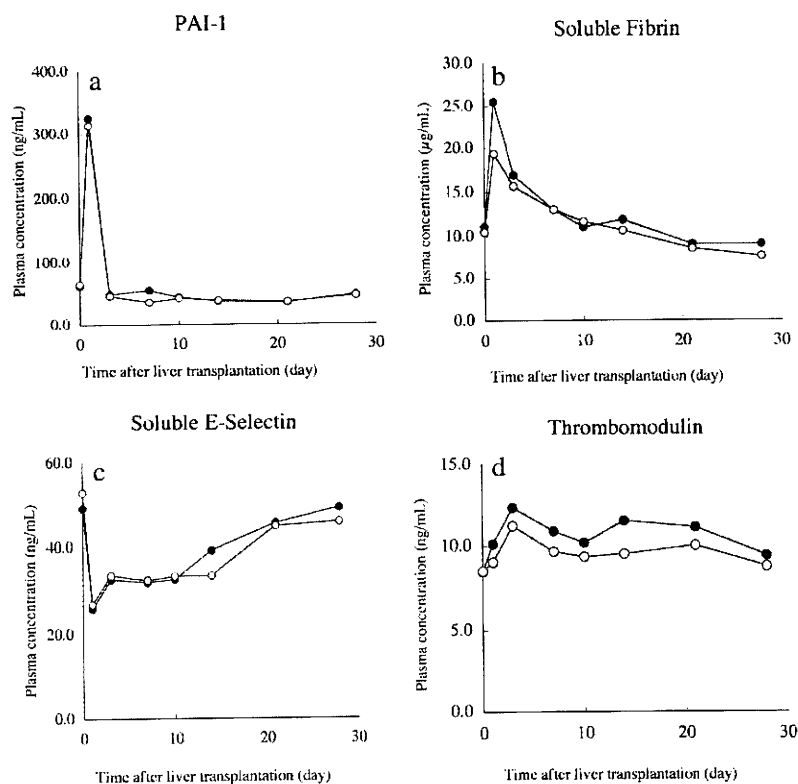 PAI-1
a
Plasma concentration (ng/mL)
400.0
300.0
200.0
100.0
0.0
0
10
20
30
Time after liver transplantation (day)
Soluble Fibrin
b
Plasma concentration (µg/mL)
30.0
25.0
20.0
15.0
10.0
5.0
0.0
0
10
20
30
Time after liver transplantation (day)
Soluble E-Selectin
c
Plasma concentration (ng/mL)
60.0
40.0
20.0
0.0
0
10
20
30
Time after liver transplantation (day)
Thrombomodulin
d
Plasma concentration (ng/mL)
15.0
10.0
5.0
0.0
0
10
20
30
Time after liver transplantation (day)